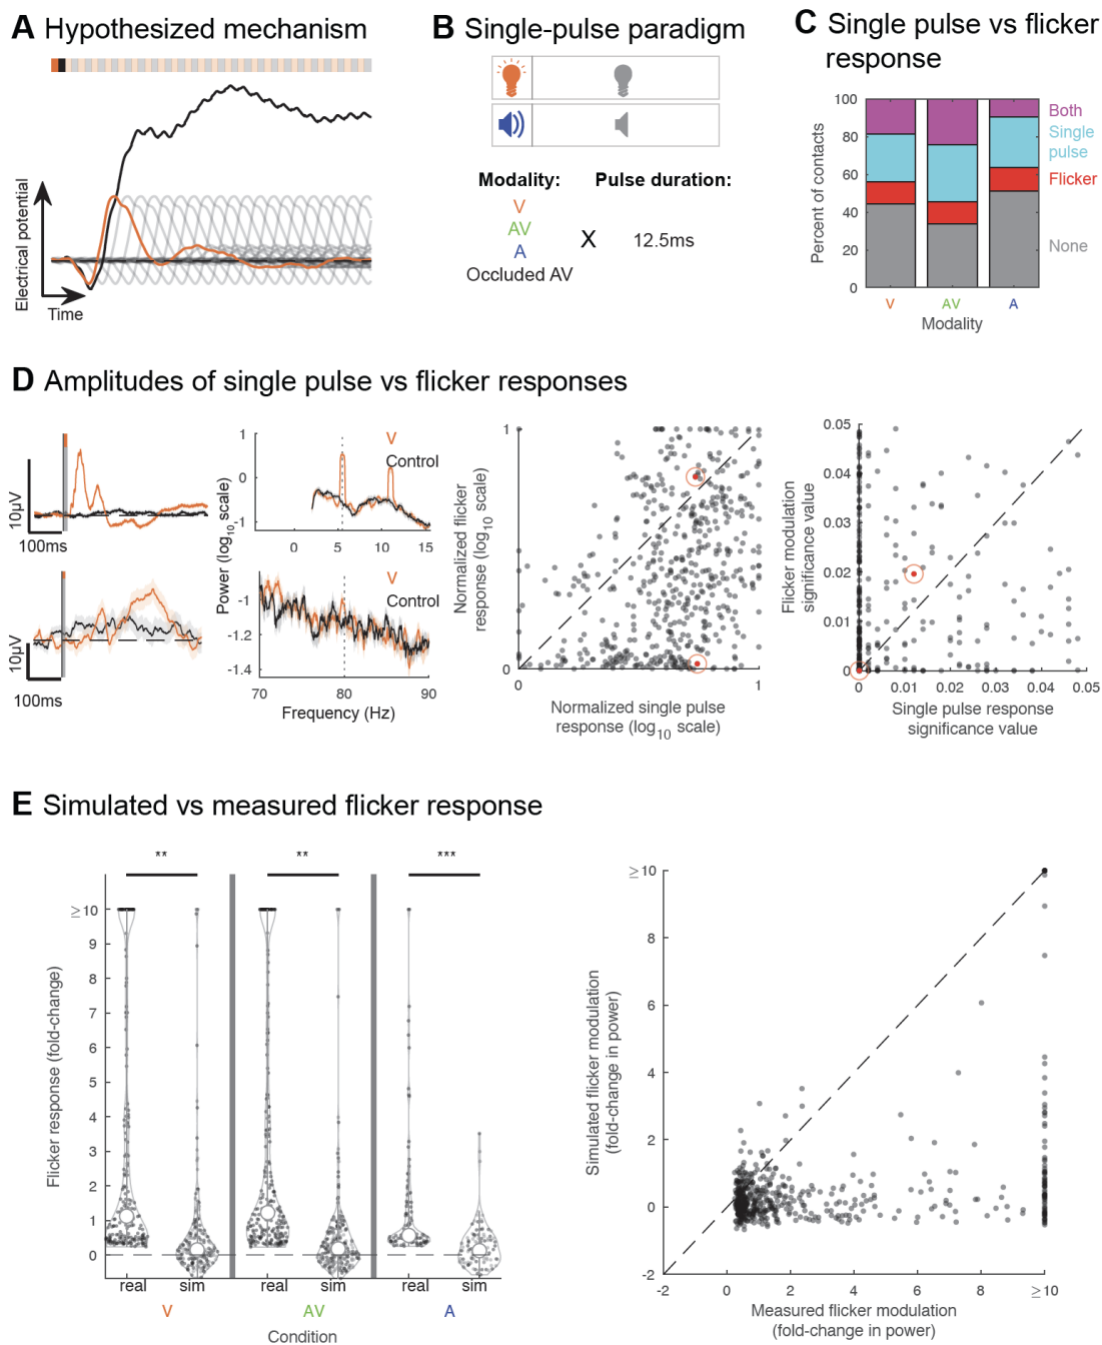 A Hypothesized mechanism
Electrical potential
Time
B Single-pulse paradigm
Modality:
Pulse duration:
V
AV
A
Occluded AV
X
12.5ms
C Single pulse vs flicker
response
Percent of contacts
100
80
60
40
20
0
V
AV
A
Modality
Both
Single
pulse
Flicker
None
D Amplitudes of single pulse vs flicker responses
10µV
100ms
10µV
100ms
Power (log10 scale)
1
0
-1
V
Control
0
5
10
15
-1
-1.2
-1.4
V
Control
70
80
90
Frequency (Hz)
Normalized flicker
response (log10 scale)
1
0
0
1
Normalized single pulse
response (log10 scale)
Flicker modulation
significance value
0.05
0.04
0.03
0.02
0.01
0
0
0.01
0.02
0.03
0.04
0.05
Single pulse response
significance value
E Simulated vs measured flicker response
**
**
***
Flicker response (fold-change)
≥10
9
8
7
6
5
4
3
2
1
0
real
sim
real
sim
real
sim
V
AV
A
Condition
Simulated flicker modulation
(fold-change in power)
≥10
8
6
4
2
0
-2
-2
0
2
4
6
8
≥10
Measured flicker modulation
(fold-change in power)